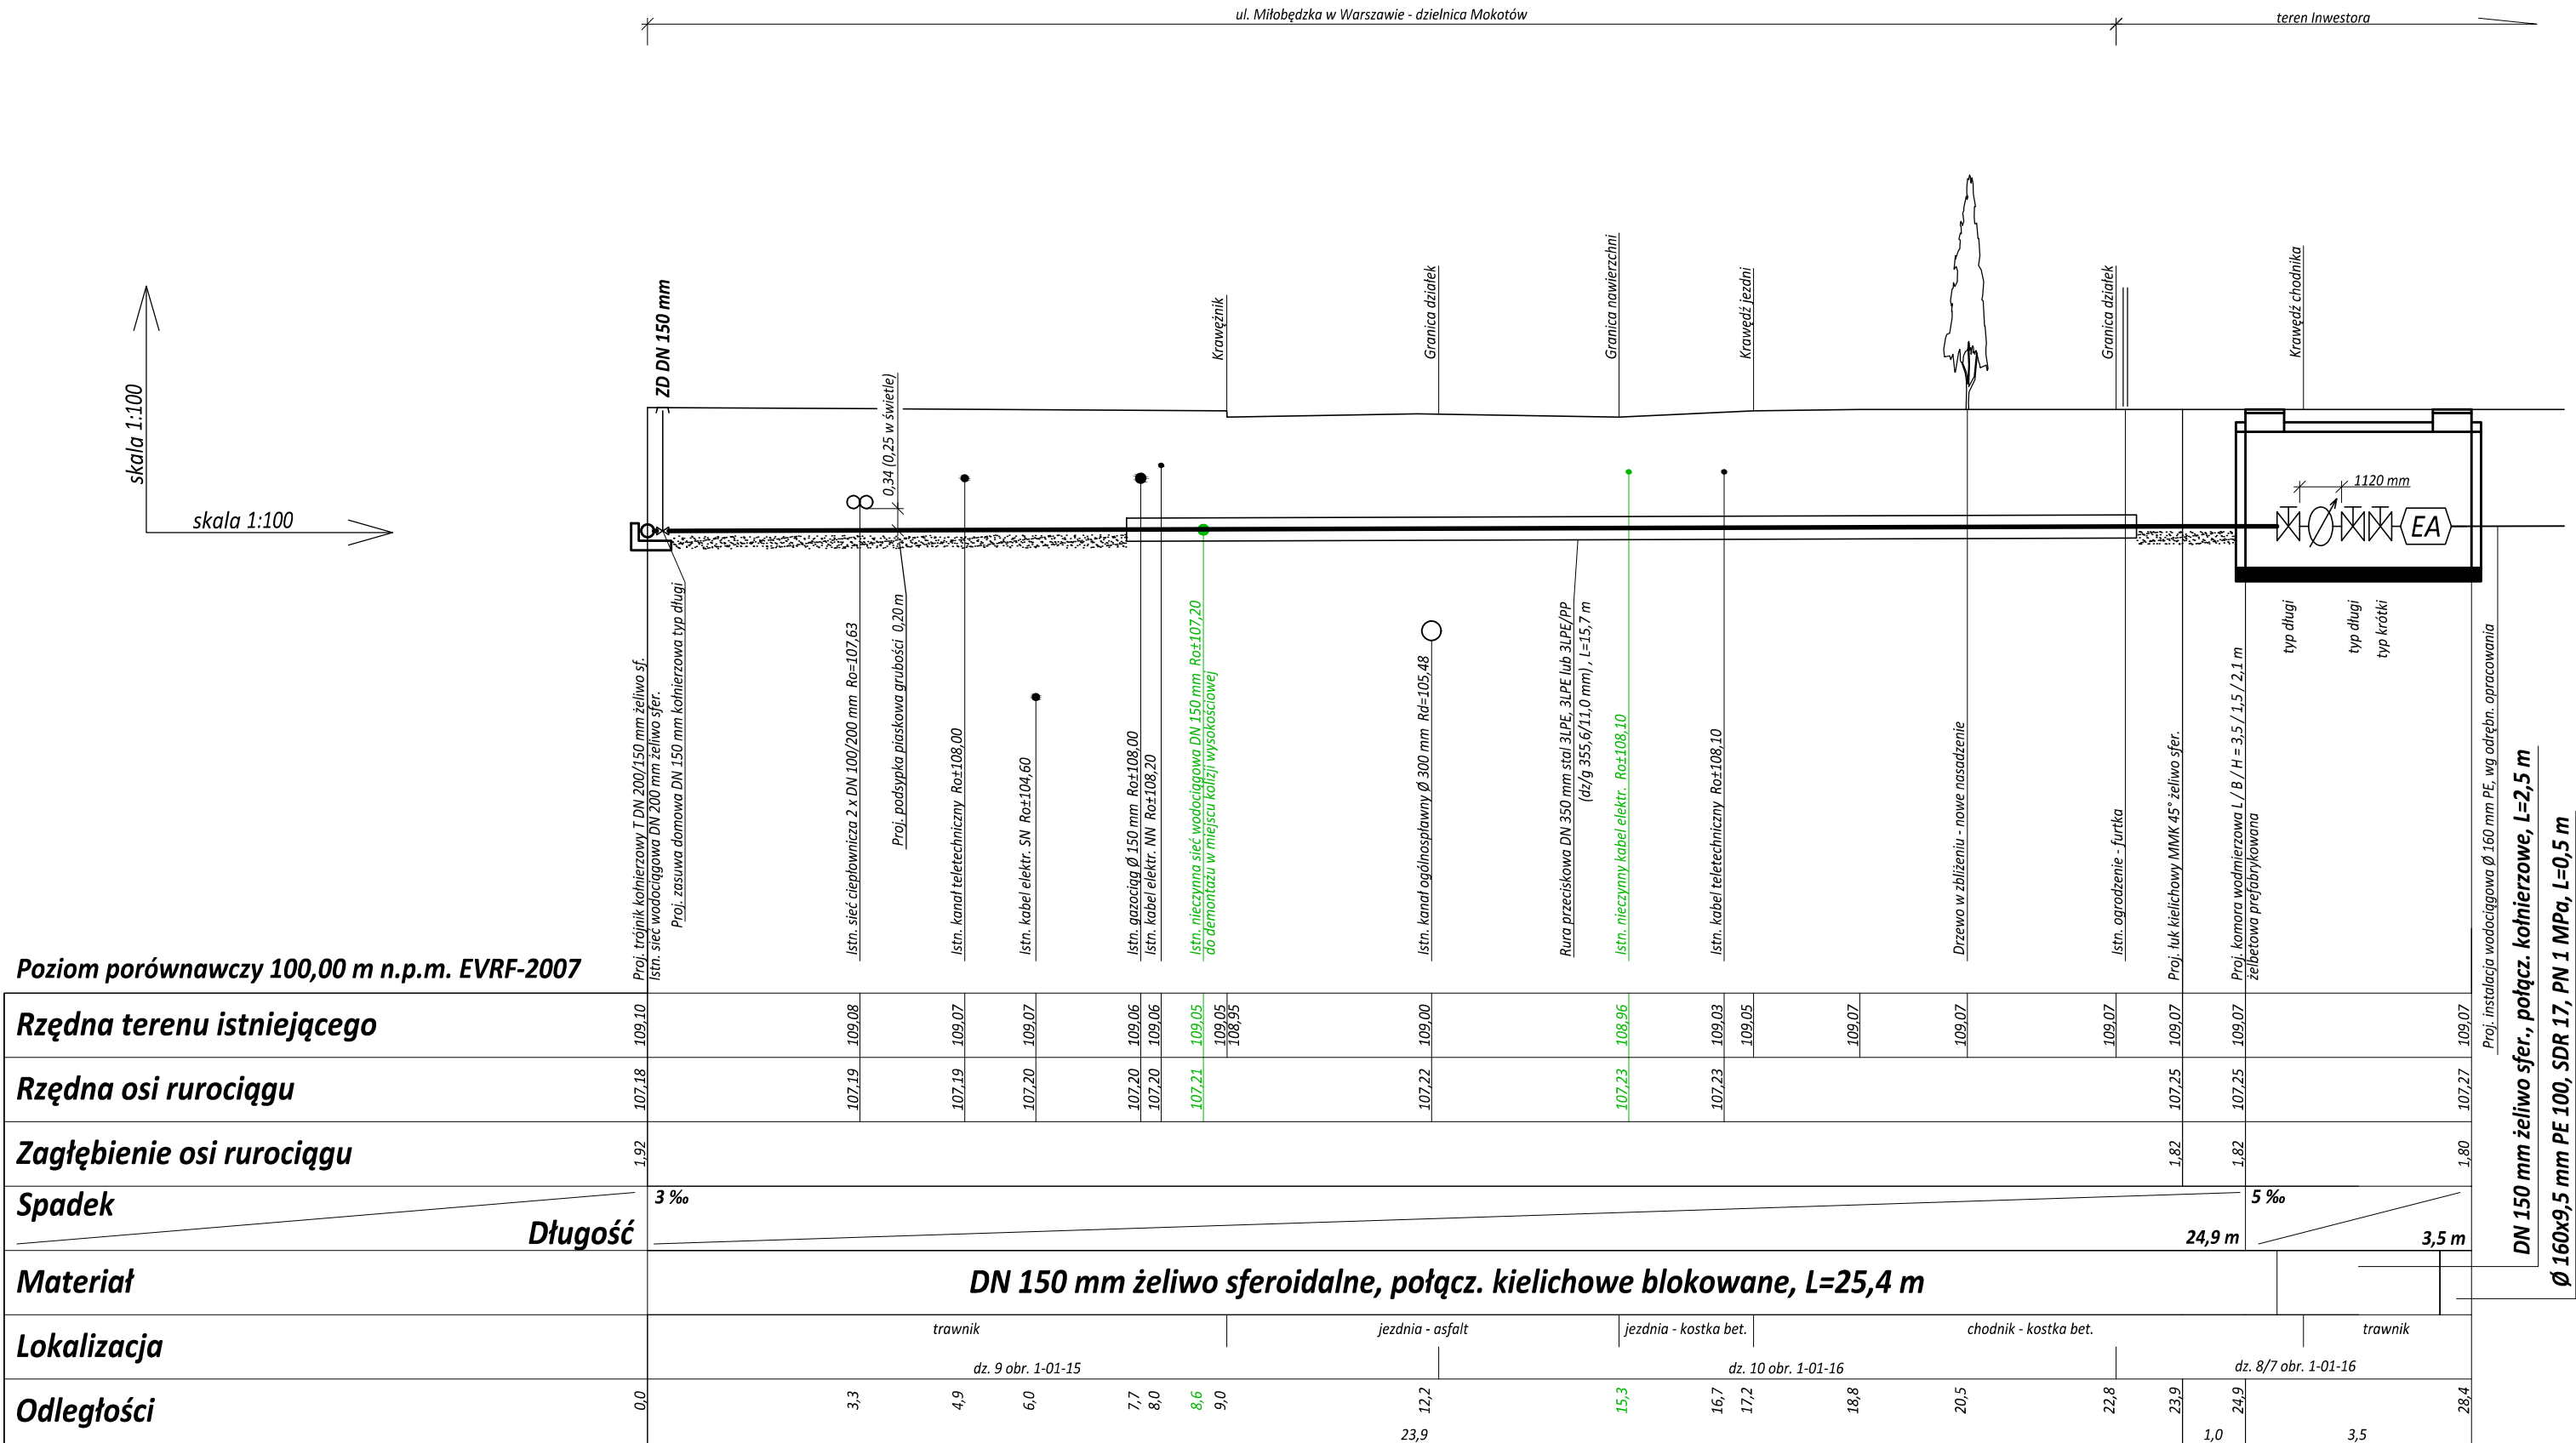 ul. Miłobędzka w Warszawie - dzielnica Mokotów
teren Inwestora
skala 1:100
skala 1:100
ZD DN 150 mm
0,34 (0,25 w świetle)
Krawężnik
Granica działek
Granica nawierzchni
Krawędź jezdni
Granica działek
Krawędź chodnika
1120 mm
EA
typ długi
typ długi
typ krótki
Proj. trójnik kołnierzowy T DN 200/150 mm żeliwo sf.
Istn. sieć wodociągowa DN 200 mm żeliwo sfer.
Proj. zasuwa domowa DN 150 mm kołnierzowa typ długi
Istn. sieć ciepłownicza 2 x DN 100/200 mm Ro=107,63
Proj. podsypka piaskowa grubości 0,20 m
Istn. kanał teletechniczny Ro±108,00
Istn. kabel elektr. SN Ro±104,60
Istn. gazociąg Ø 150 mm Ro±108,00
Istn. kabel elektr. NN Ro±108,20
Istn. nieczynna sieć wodociągowa DN 150 mm Ro±107,20
do demontażu w miejscu kolizji wysokościowej
Istn. kanał ogólnospławny Ø 300 mm Rd=105,48
Rura przeciskowa DN 350 mm stal 3LPE, 3LPE lub 3LPE/PP
(dz/g 355,6/11,0 mm) , L=15,7 m
Istn. nieczynny kabel elektr. Ro±108,10
Istn. kabel teletechniczny Ro±108,10
Drzewo w zbliżeniu - nowe nasadzenie
Istn. ogrodzenie - furtka
Proj. łuk kielichowy MMK 45° żeliwo sfer.
Proj. komora wodmierzowa L / B / H = 3,5 / 1,5 / 2,1 m
żelbetowa prefabrykowana
Proj. instalacja wodociągowa Ø 160 mm PE, wg odrębn. opracowania
DN 150 mm żeliwo sfer., połącz. kołnierzowe, L=2,5 m
Ø 160x9,5 mm PE 100, SDR 17, PN 1 MPa, L=0,5 m
Poziom porównawczy 100,00 m n.p.m. EVRF-2007
Rzędna terenu istniejącego 109,10 109,08 109,07 109,07 109,06 109,06 109,05 109,05 108,95 109,00 108,96 109,03 109,05 109,07 109,07 109,07 109,07 109,07 109,07
Rzędna osi rurociągu 107,18 107,19 107,19 107,20 107,20 107,20 107,21 107,22 107,23 107,23 107,25 107,25 107,27
Zagłębienie osi rurociągu 1,92 1,82 1,82 1,80
Spadek 3 ‰ 5 ‰
Długość 24,9 m 3,5 m
Materiał DN 150 mm żeliwo sferoidalne, połącz. kielichowe blokowane, L=25,4 m
Lokalizacja
trawnik jezdnia - asfalt jezdnia - kostka bet. chodnik - kostka bet. trawnik
dz. 9 obr. 1-01-15 dz. 10 obr. 1-01-16 dz. 8/7 obr. 1-01-16
Odległości 0,0 3,3 4,9 6,0 7,7 8,0 8,6 9,0 12,2 15,3 16,7 17,2 18,8 20,5 22,8 23,9 24,9 28,4
23,9 1,0 3,5